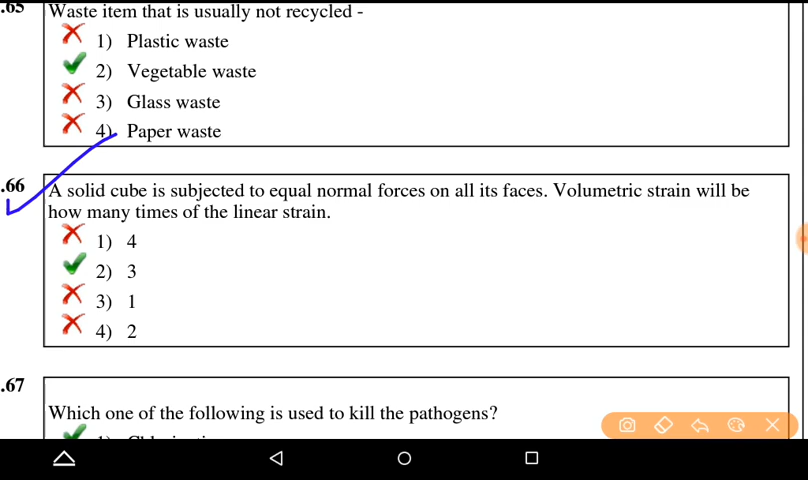 .65
Waste item that is usually not recycled -
1) Plastic waste
2) Vegetable waste
3) Glass waste
4) Paper waste
.66
A solid cube is subjected to equal normal forces on all its faces. Volumetric strain will be
how many times of the linear strain.
1) 4
2) 3
3) 1
4) 2
.67
Which one of the following is used to kill the pathogens?